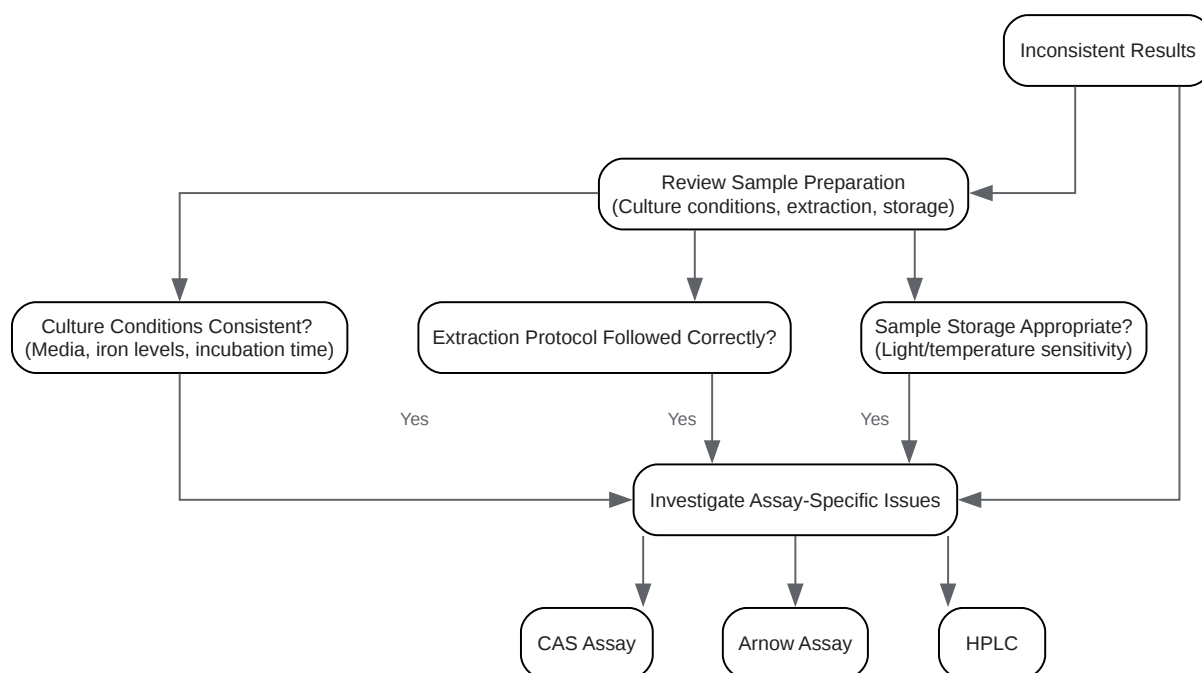 Inconsistent Results
Review Sample Preparation
(Culture conditions, extraction, storage)
Culture Conditions Consistent?
(Media, iron levels, incubation time)
Extraction Protocol Followed Correctly?
Sample Storage Appropriate?
(Light/temperature sensitivity)
Yes
Yes
Yes
Investigate Assay-Specific Issues
CAS Assay
Arnow Assay
HPLC